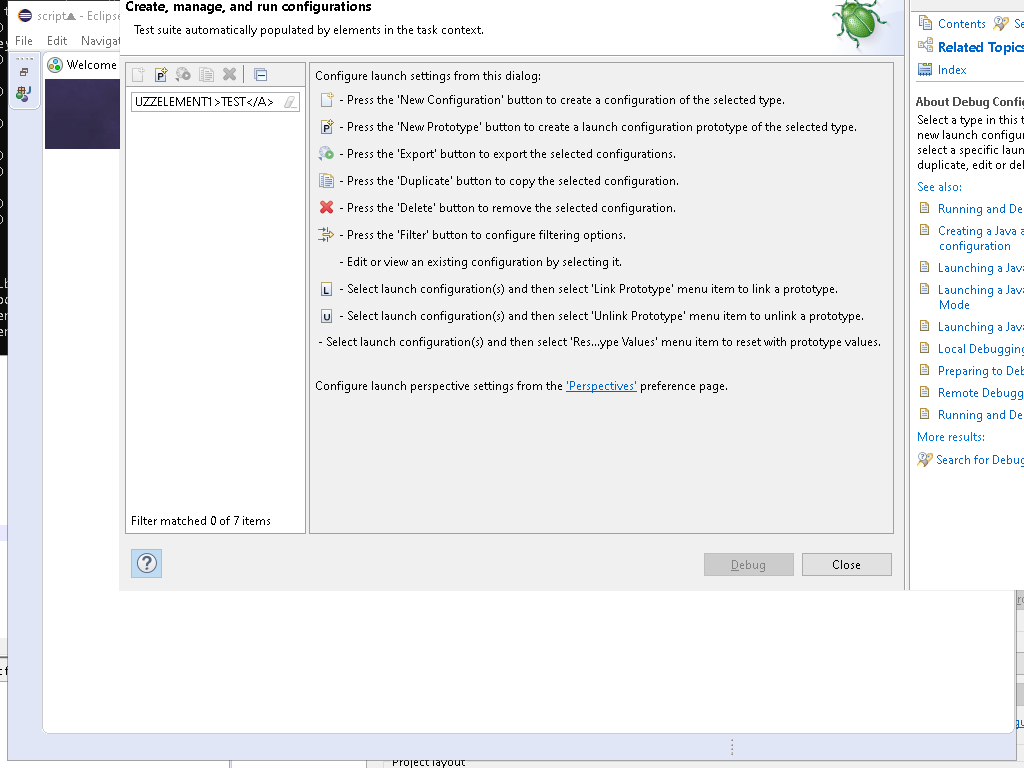 script▲ - Eclipse
File Edit Navigat
Welcome
Create, manage, and run configurations
Test suite automatically populated by elements in the task context.
UZZELEMENT1>TEST</A>
Filter matched 0 of 7 items
Configure launch settings from this dialog:
- Press the 'New Configuration' button to create a configuration of the selected type.
- Press the 'New Prototype' button to create a launch configuration prototype of the selected type.
- Press the 'Export' button to export the selected configurations.
- Press the 'Duplicate' button to copy the selected configuration.
- Press the 'Delete' button to remove the selected configuration.
- Press the 'Filter' button to configure filtering options.
- Edit or view an existing configuration by selecting it.
L - Select launch configuration(s) and then select 'Link Prototype' menu item to link a prototype.
U - Select launch configuration(s) and then select 'Unlink Prototype' menu item to unlink a prototype.
- Select launch configuration(s) and then select 'Res...ype Values' menu item to reset with prototype values.
Configure launch perspective settings from the 'Perspectives' preference page.
Debug Close
Contents Se
Related Topics
Index
About Debug Config
Select a type in this t
new launch configur
select a specific laun
duplicate, edit or del
See also:
Running and De
Creating a Java a
configuration
Launching a Java
Launching a Java
Mode
Launching a Java
Local Debugging
Preparing to Deb
Remote Debugg
Running and De
More results:
Search for Debug
Project layout